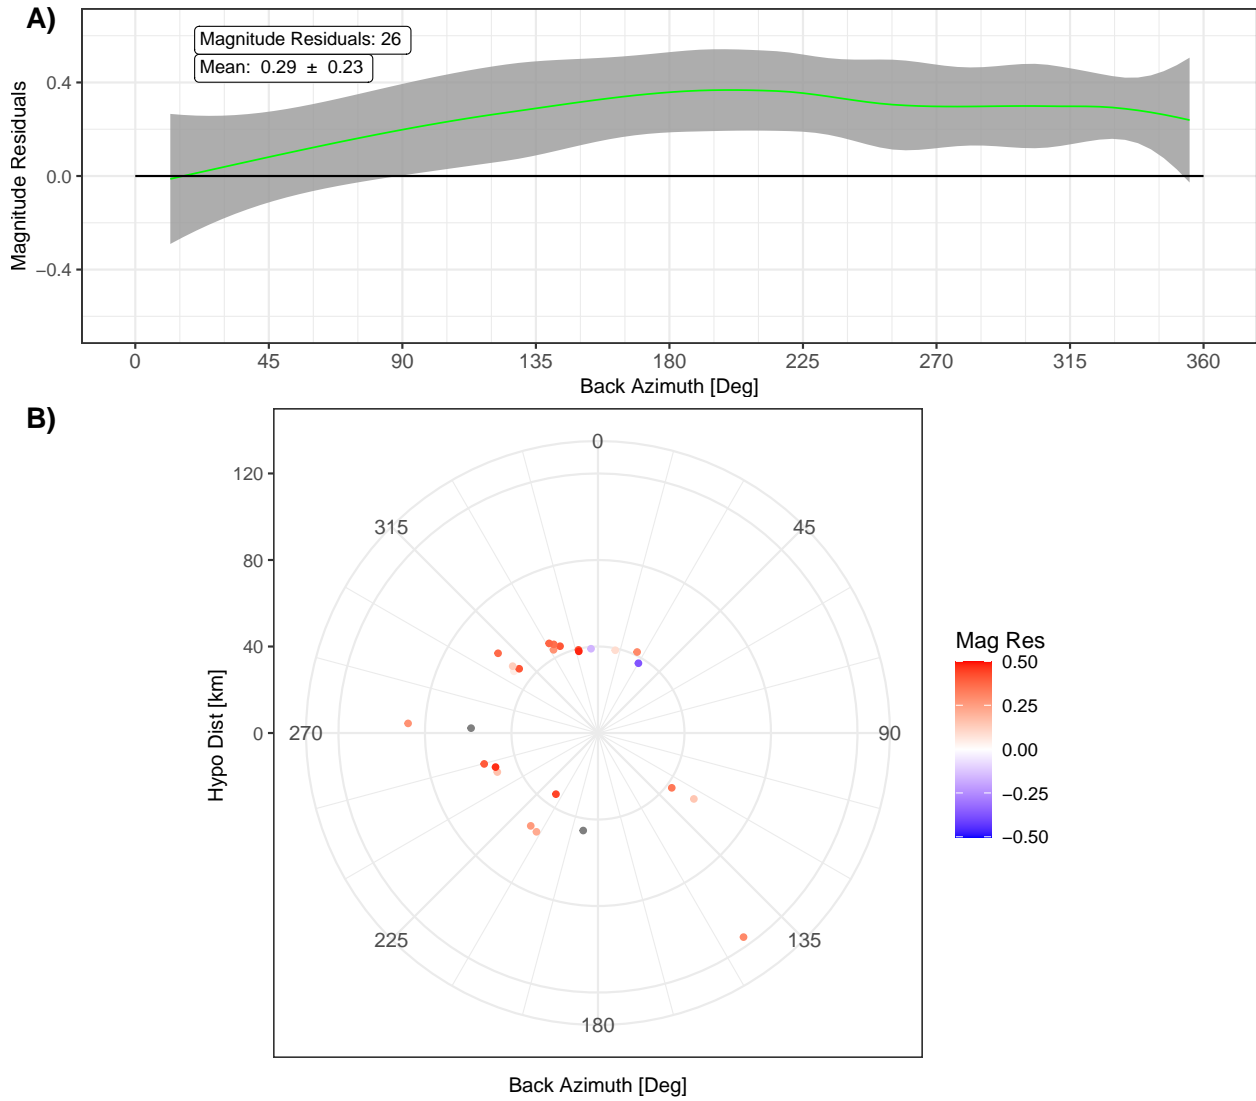 A)
Magnitude Residuals: 26
Mean:  0.29  ±  0.23
Magnitude Residuals
0.4
0.0
−0.4
0 45 90 135 180 225 270 315 360
Back Azimuth [Deg]
B)
Hypo Dist [km]
120
80
40
0
0
45
90
135
180
225
270
315
Back Azimuth [Deg]
Mag Res
0.50
0.25
0.00
−0.25
−0.50